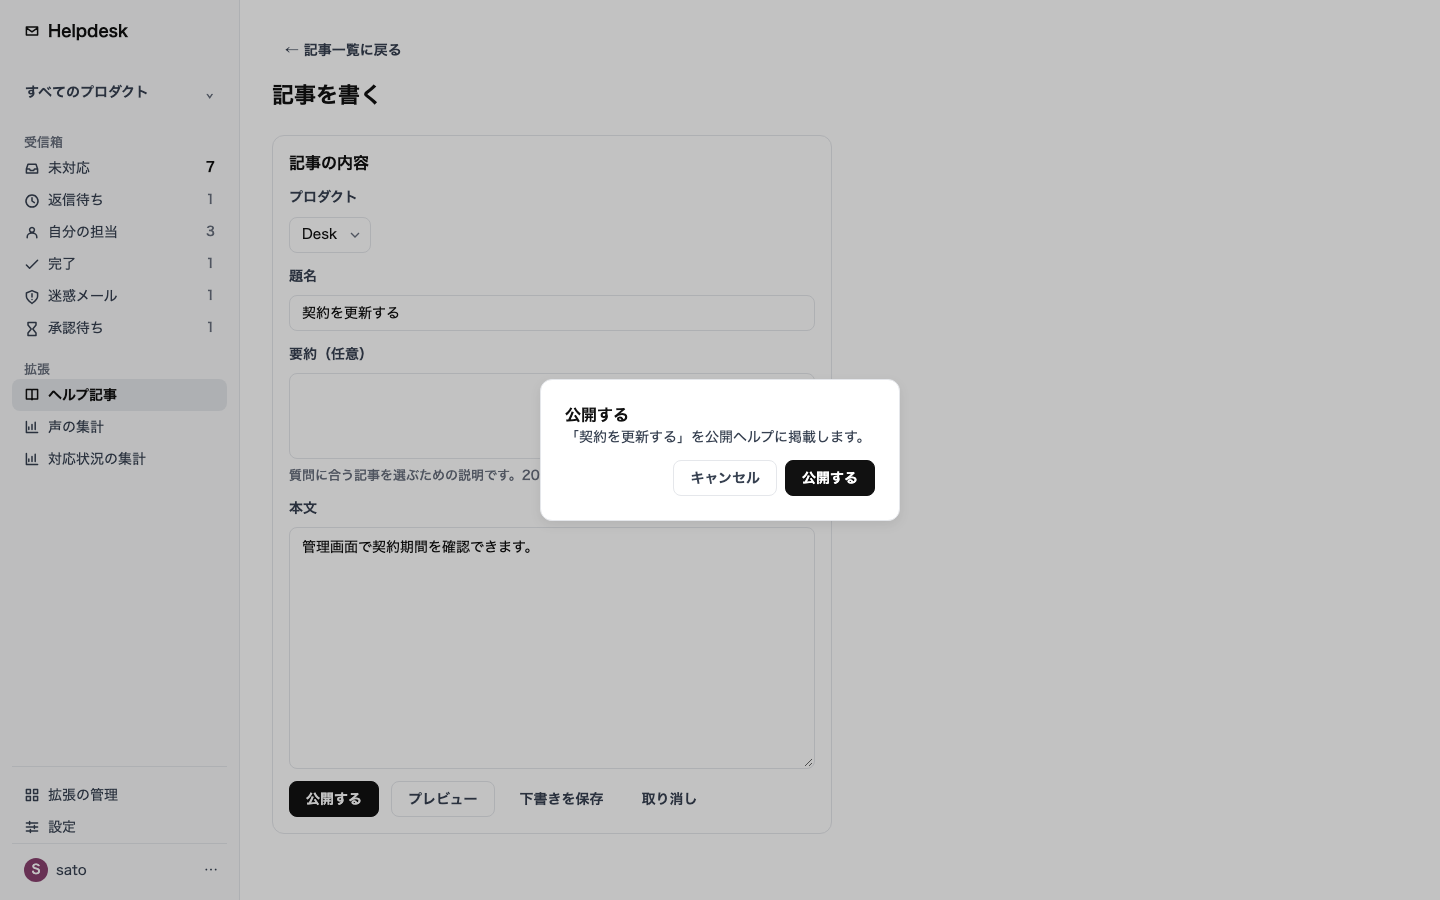 Helpdesk
すべてのプロダクト
受信箱
未対応 7
返信待ち 1
自分の担当 3
完了 1
迷惑メール 1
承認待ち 1
拡張
ヘルプ記事
声の集計
対応状況の集計
拡張の管理
設定
S sato ...
← 記事一覧に戻る
記事を書く
記事の内容
プロダクト
Desk
題名
契約を更新する
要約（任意）
質問に合う記事を選ぶための説明です。20
本文
管理画面で契約期間を確認できます。
公開する プレビュー 下書きを保存 取り消し
公開する
「契約を更新する」を公開ヘルプに掲載します。
キャンセル 公開する